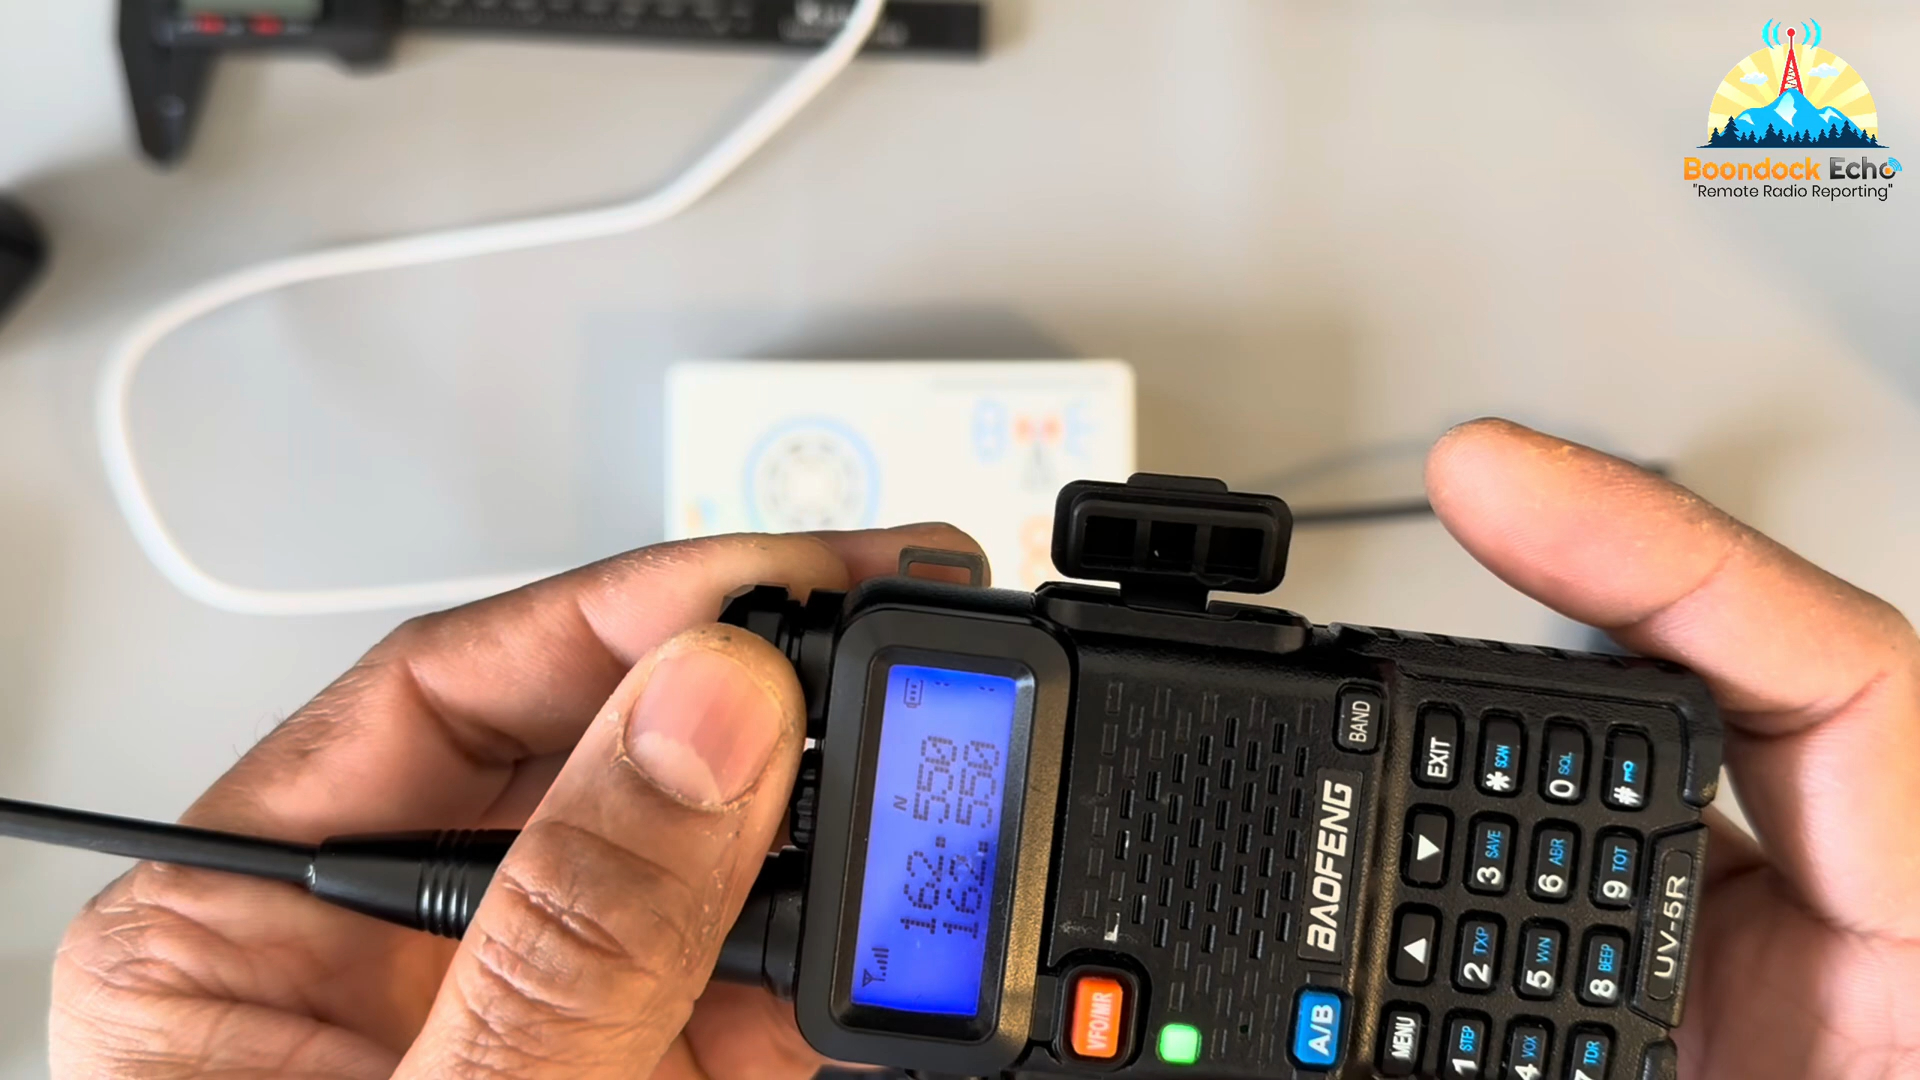 Boondock Echo
"Remote Radio Reporting"
N
162.550
162.550
BAND
BAOFENG
UV-5R
VFO/MR
A/B
EXIT
* SCAN
0 SQL
#
3 SAVE
6 ABR
9 TOT
2 TXP
5 WN
8 BEEP
MENU
1 STEP
4 VOX
7 TDR